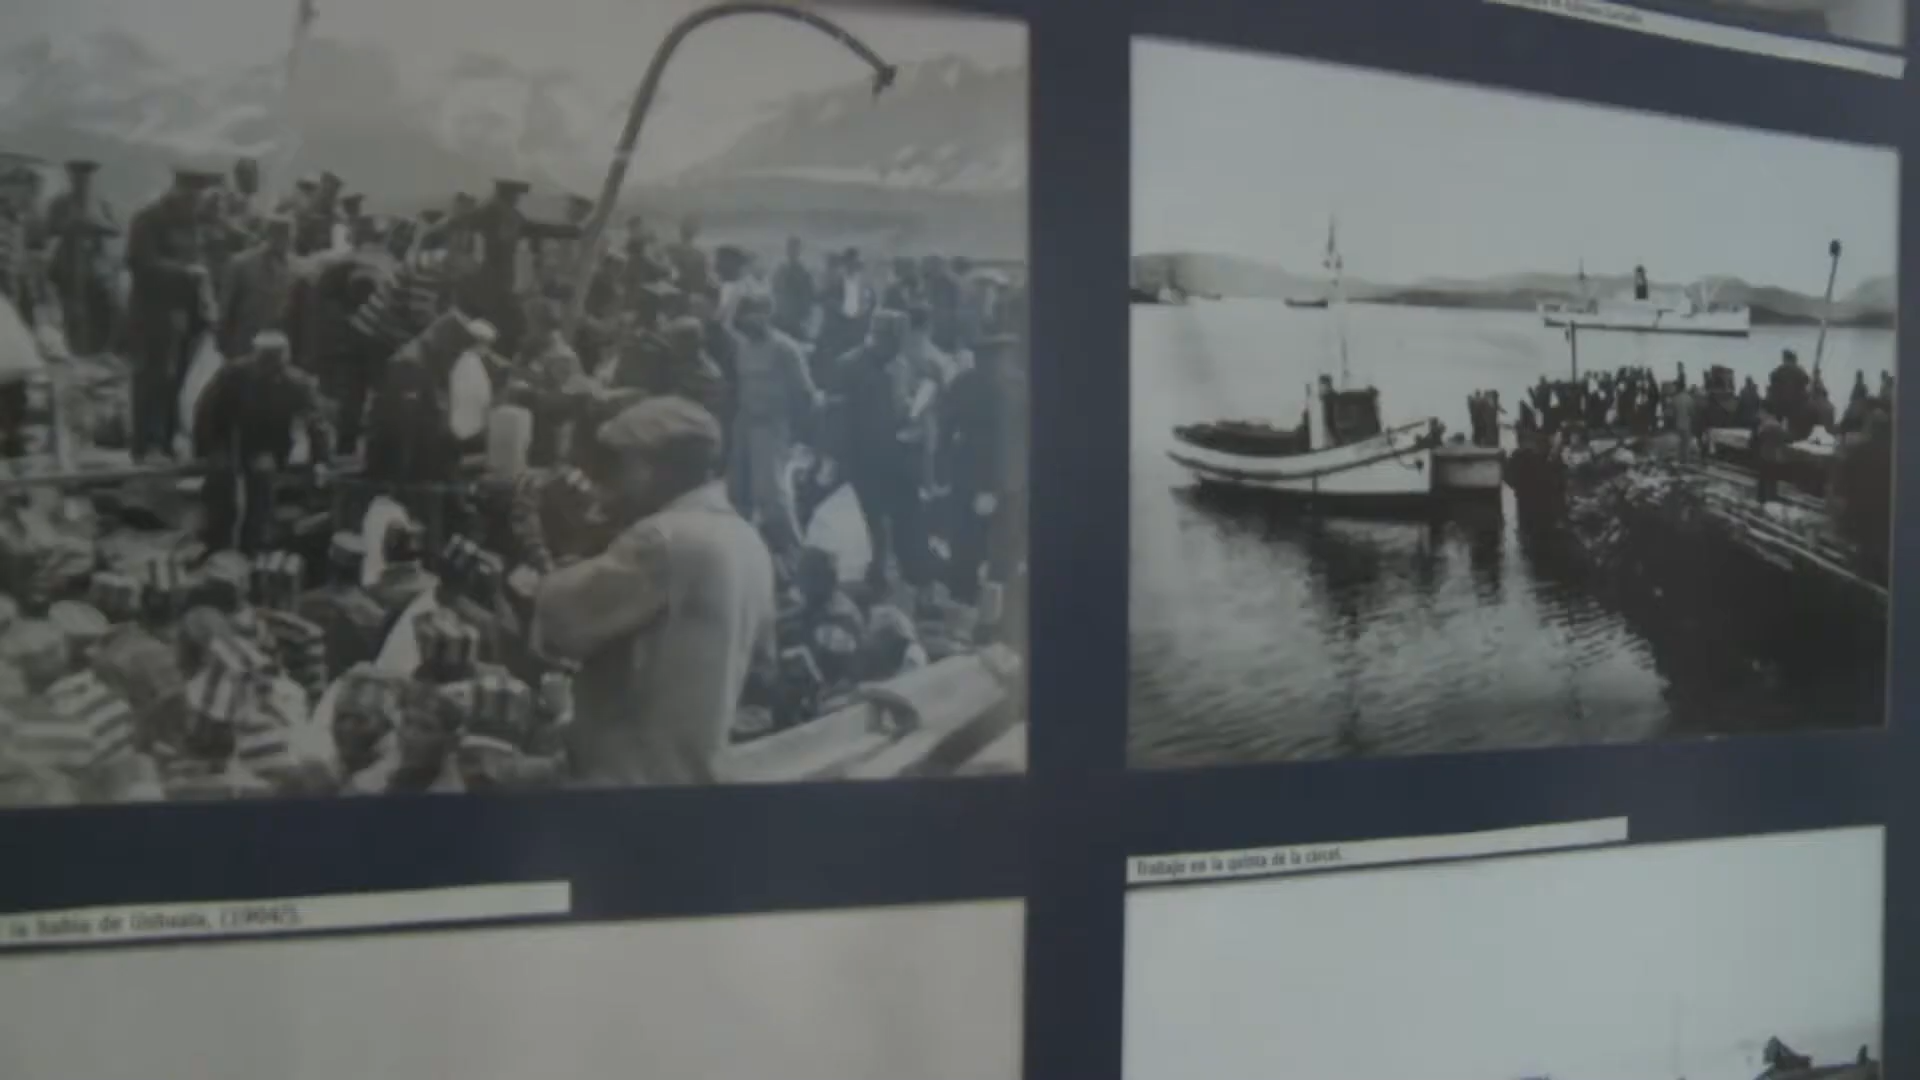 Trabajo en la quinta de la cárcel.
la bahía de Ushuaia, (1904?).